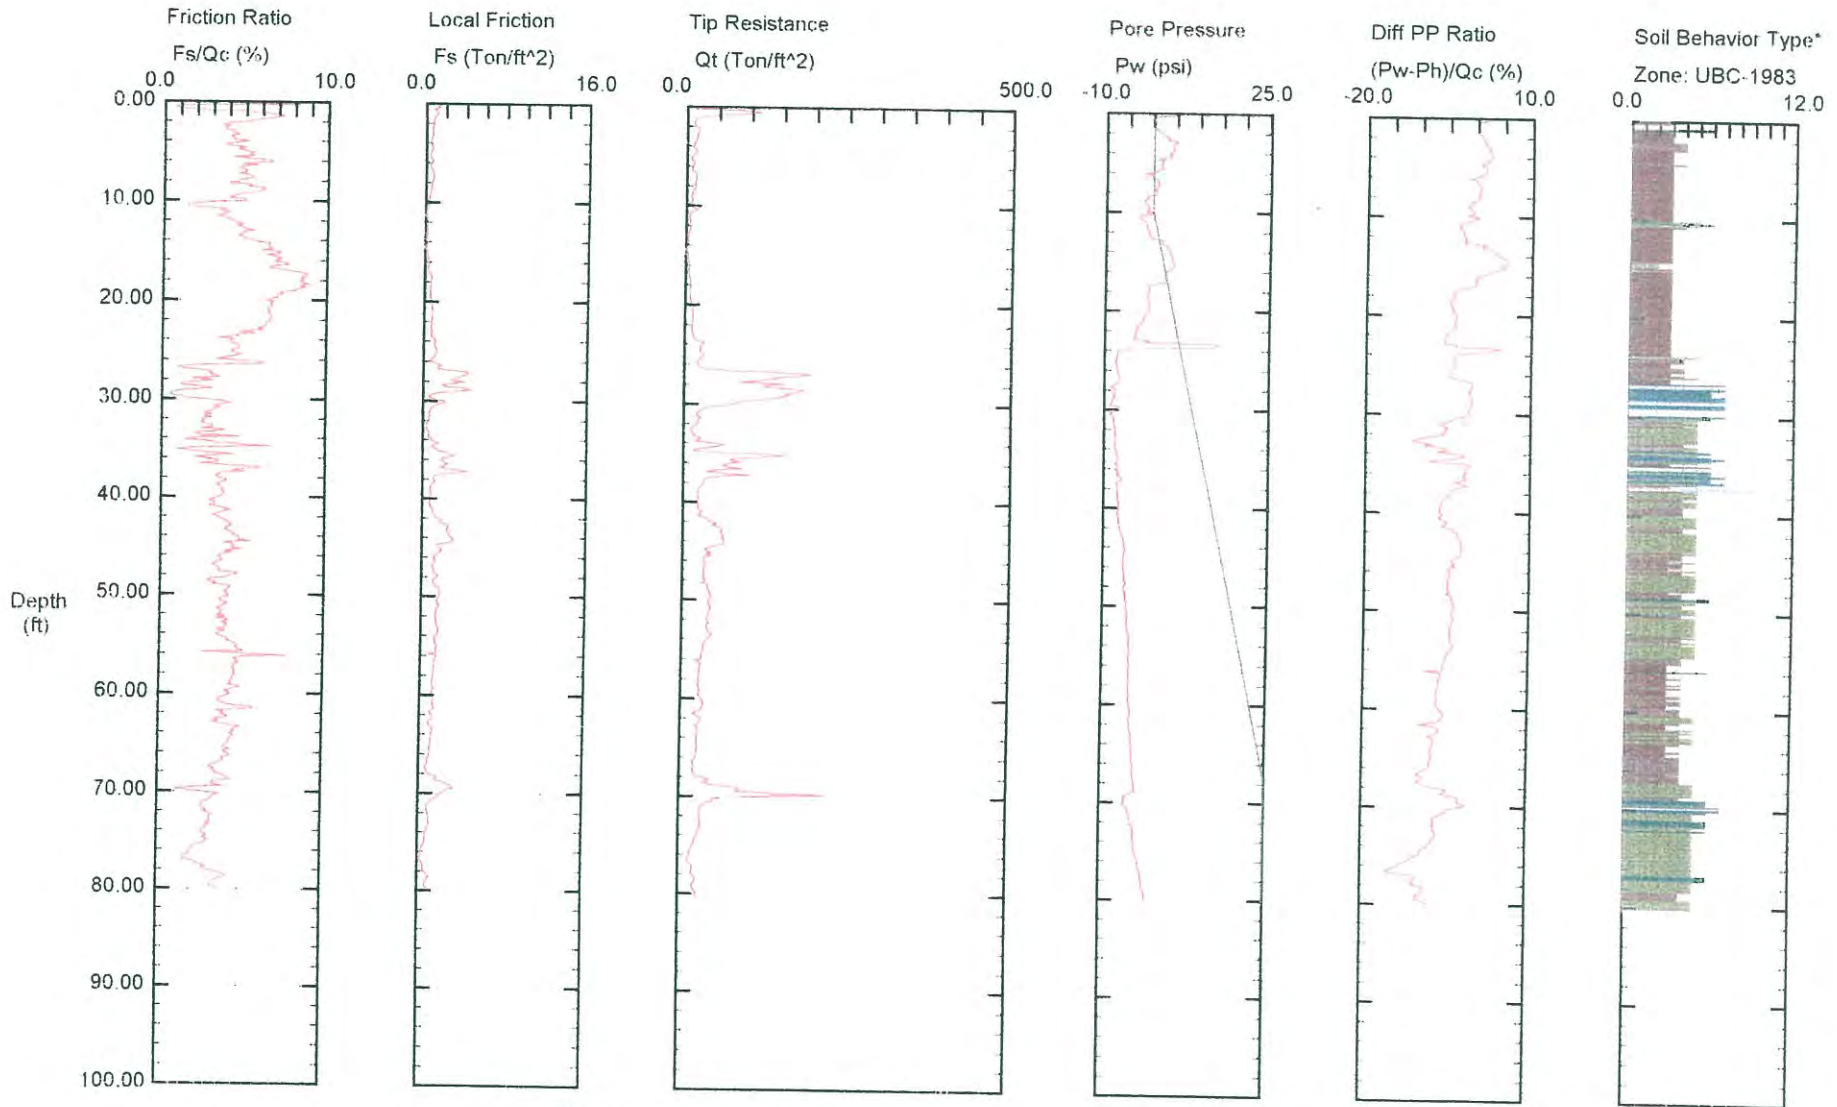 Friction Ratio
Fs/Qc (%)
0.0 10.0
Local Friction
Fs (Ton/ft^2)
0.0 16.0
Tip Resistance
Qt (Ton/ft^2)
0.0 500.0
Pore Pressure
Pw (psi)
-10.0 25.0
Diff PP Ratio
(Pw-Ph)/Qc (%)
-20.0 10.0
Soil Behavior Type*
Zone: UBC-1983
0.0 12.0
0.00
10.00
20.00
30.00
40.00
50.00
60.00
70.00
80.00
90.00
100.00
Depth
(ft)